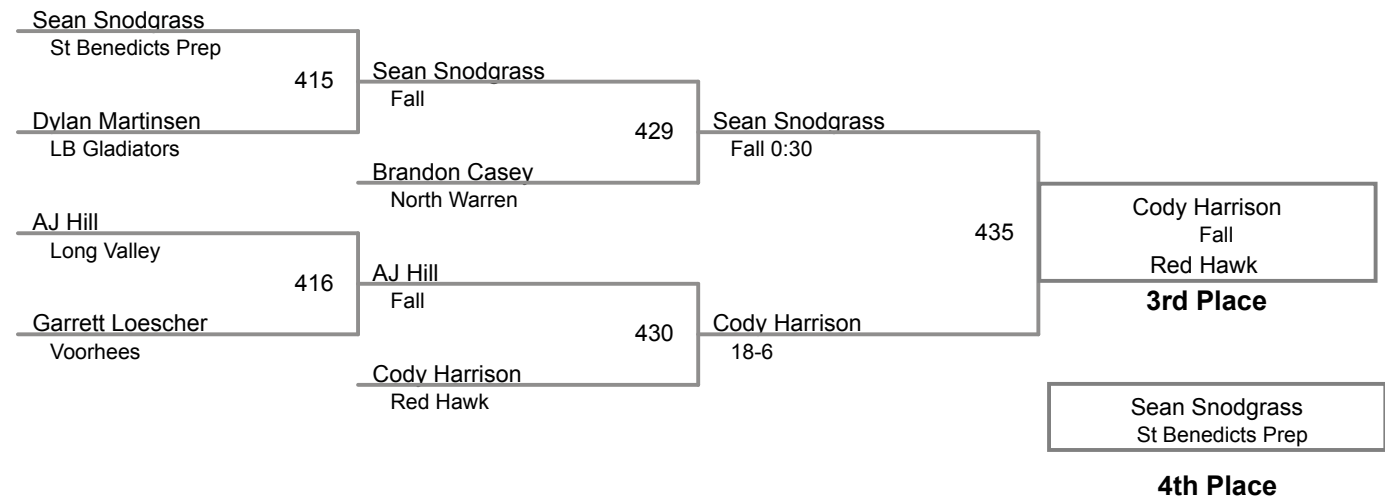 Sean Snodgrass
St Benedicts Prep
415
Sean Snodgrass
Fall
Dylan Martinsen
LB Gladiators
429
Sean Snodgrass
Fall 0:30
Brandon Casey
North Warren
Cody Harrison
Fall
Red Hawk
3rd Place
435
AJ Hill
Long Valley
416
AJ Hill
Fall
Garrett Loescher
Voorhees
430
Cody Harrison
18-6
Cody Harrison
Red Hawk
Sean Snodgrass
St Benedicts Prep
4th Place